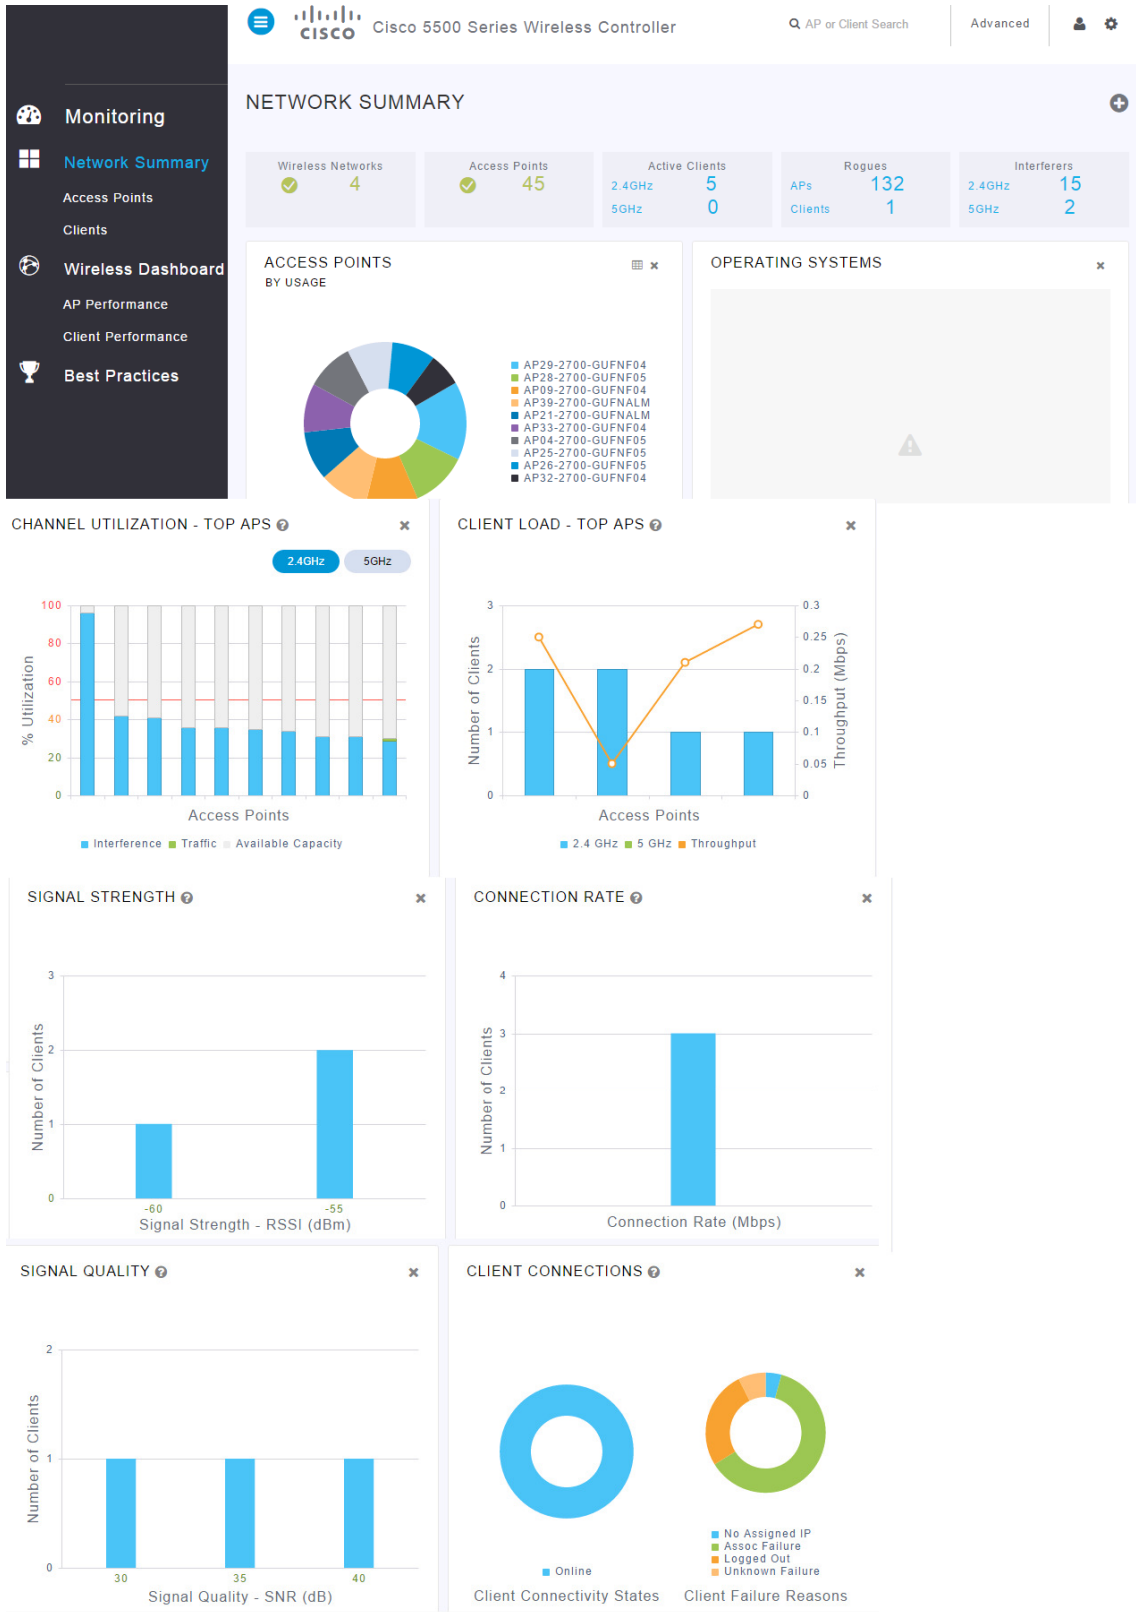 CISCO Cisco 5500 Series Wireless Controller
AP or Client Search
Advanced
Monitoring
Network Summary
Access Points
Clients
Wireless Dashboard
AP Performance
Client Performance
Best Practices
NETWORK SUMMARY
Wireless Networks
4
Access Points
45
Active Clients
2.4GHz 5
5GHz 0
Rogues
APs 132
Clients 1
Interferers
2.4GHz 15
5GHz 2
ACCESS POINTS
BY USAGE
AP29-2700-GUFNF04
AP28-2700-GUFNF05
AP09-2700-GUFNF04
AP39-2700-GUFNALM
AP21-2700-GUFNALM
AP33-2700-GUFNF04
AP04-2700-GUFNF05
AP25-2700-GUFNF05
AP26-2700-GUFNF05
AP32-2700-GUFNF04
OPERATING SYSTEMS
CHANNEL UTILIZATION - TOP APS
2.4GHz 5GHz
100
80
60
40
20
0
% Utilization
Access Points
Interference Traffic Available Capacity
CLIENT LOAD - TOP APS
3
2
1
0
Number of Clients
0.3
0.25
0.2
0.15
0.1
0.05
0
Throughput (Mbps)
Access Points
2.4 GHz 5 GHz Throughput
SIGNAL STRENGTH
3
2
1
0
Number of Clients
-60 -55
Signal Strength - RSSI (dBm)
CONNECTION RATE
4
3
2
1
0
Number of Clients
Connection Rate (Mbps)
SIGNAL QUALITY
2
1
0
Number of Clients
30 35 40
Signal Quality - SNR (dB)
CLIENT CONNECTIONS
Online
Client Connectivity States
No Assigned IP
Assoc Failure
Logged Out
Unknown Failure
Client Failure Reasons